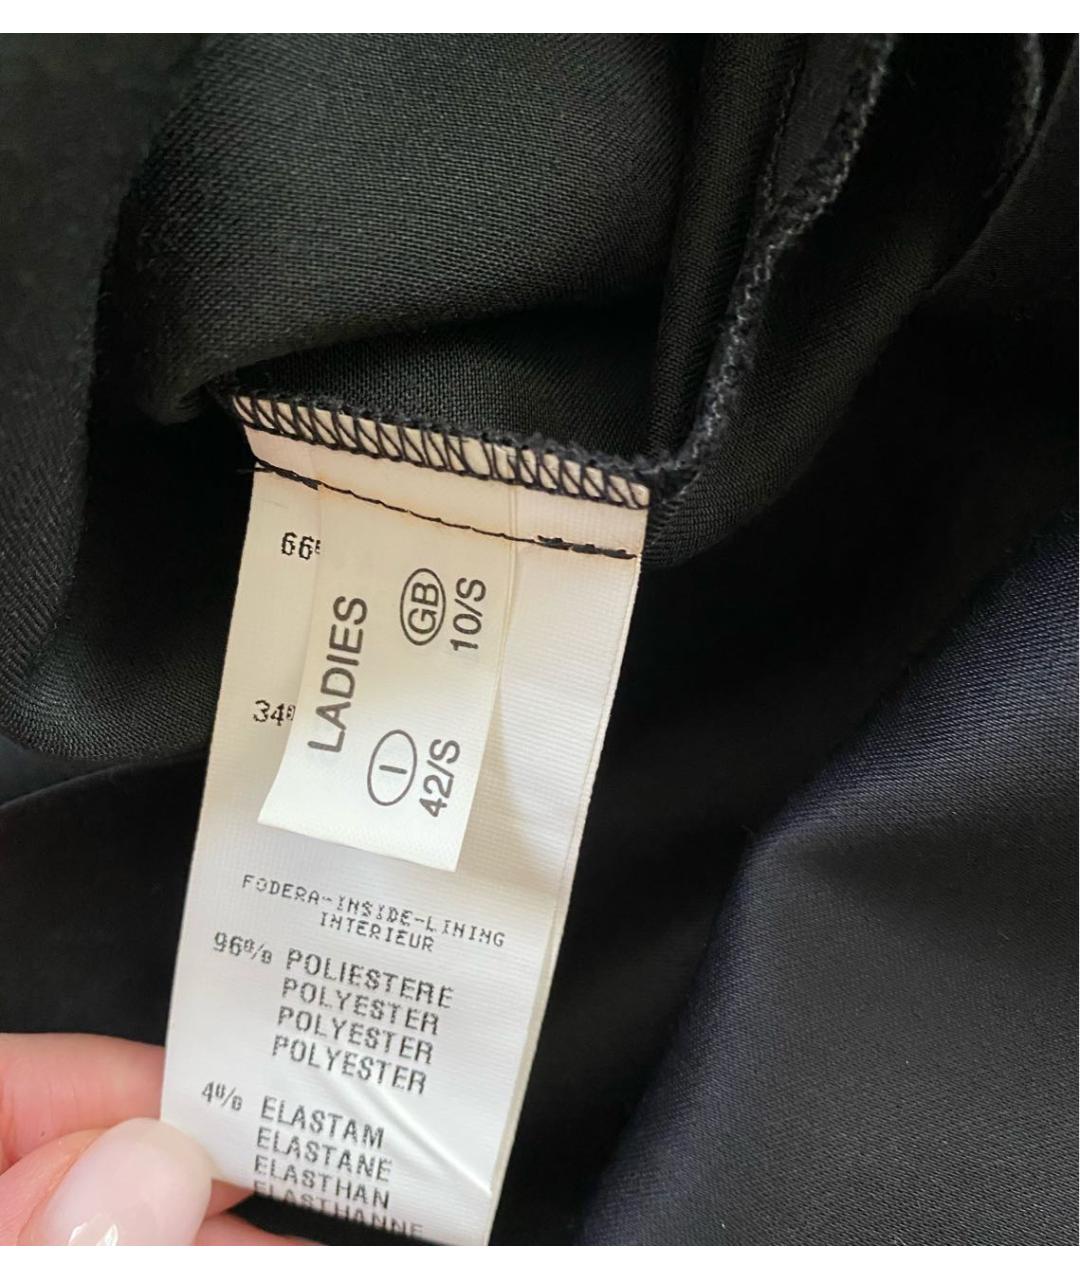 66%
34%
LADIES
GB
10/S
I
42/S
FODERA-INSIDE-LINING
INTERIEUR
96% POLIESTERE
POLYESTER
POLYESTER
POLYESTER
4% ELASTAM
ELASTANE
ELASTHAN
ELASTHANNE